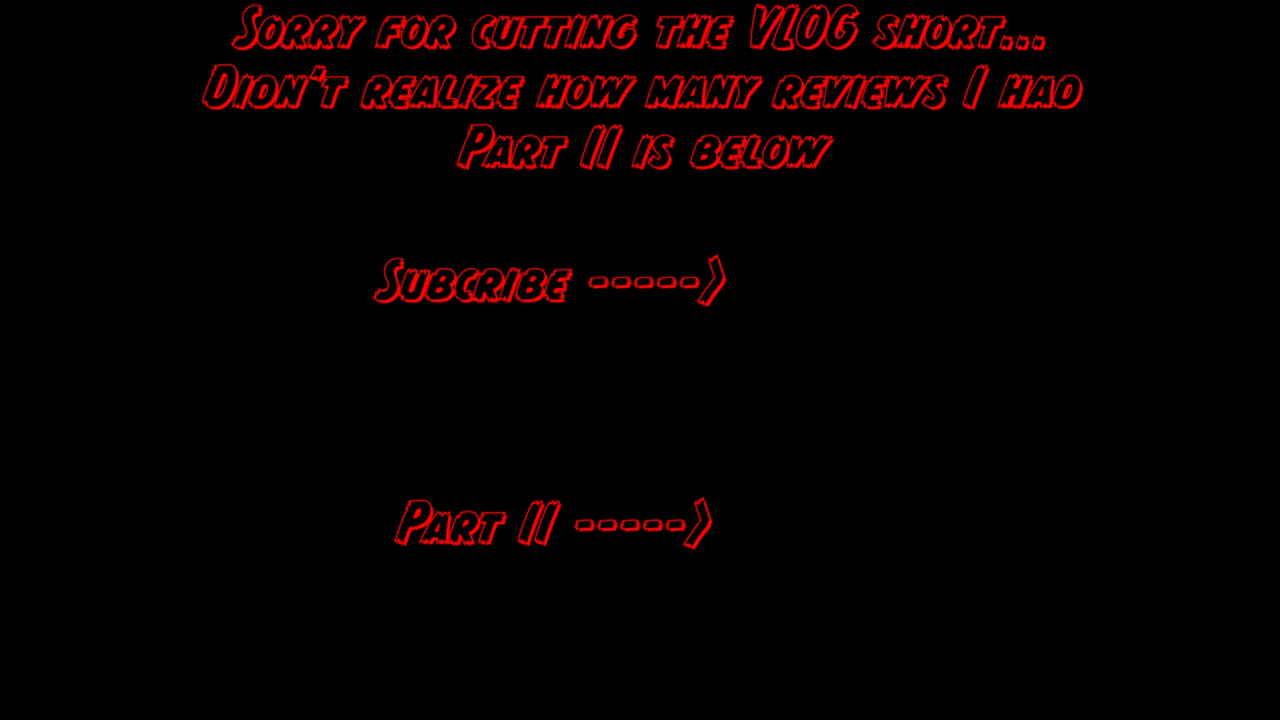 Sorry for cutting the VLOG short...
Didn't realize how many reviews I had
Part II is below
Subcribe ----->
Part II ----->